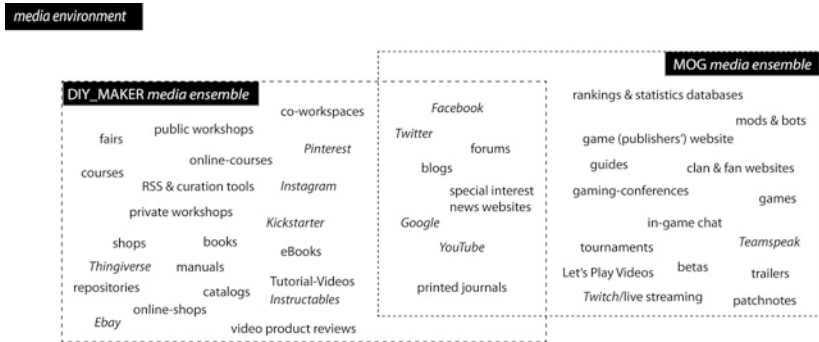 media environment
MOG media ensemble
DIY_MAKER media ensemble
rankings & statistics databases
co-workspaces
Facebook
mods & bots
public workshops
Twitter
fairs
game (publishers') website
Pinterest
forums
online-courses
blogs
guides
clan & fan websites
courses
RSS & curation tools
Instagram
special interest
news websites
gaming-conferences
games
private workshops
Kickstarter
Google
in-game chat
shops
books
eBooks
YouTube
tournaments
Teamspeak
Thingiverse
manuals
Let's Play Videos
betas
trailers
repositories
catalogs
Tutorial-Videos
Instructables
printed journals
Twitch/live streaming
patchnotes
online-shops
Ebay
video product reviews